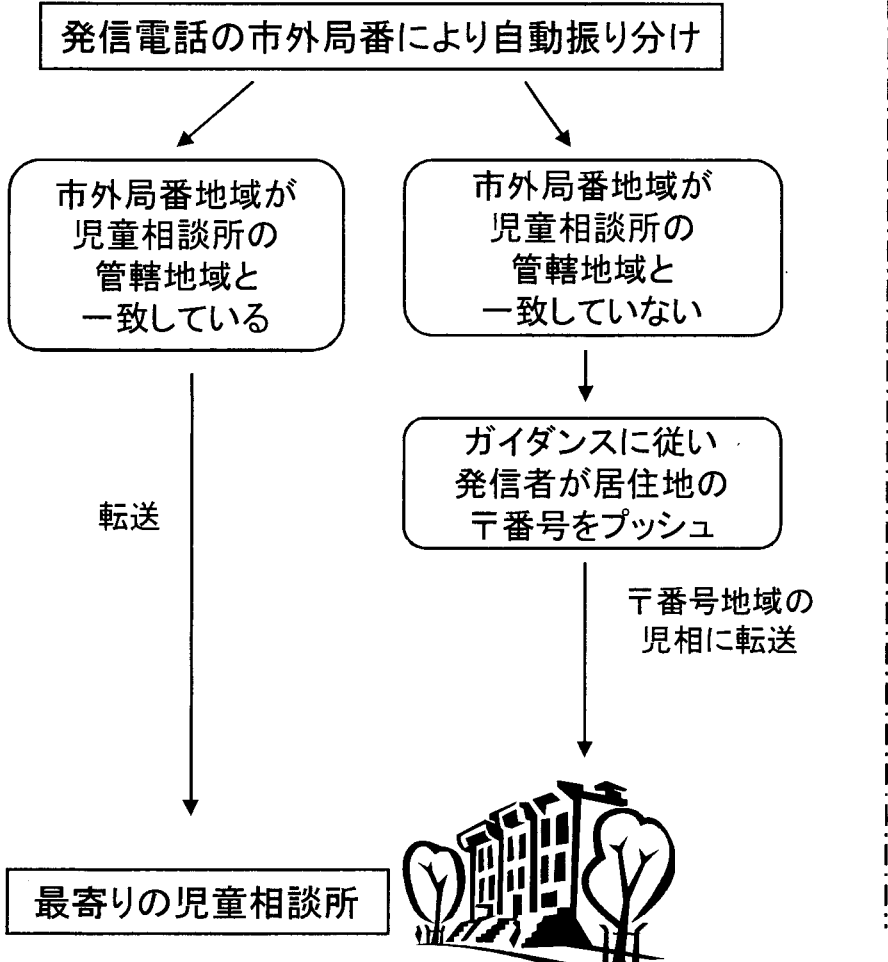 発信電話の市外局番により自動振り分け
市外局番地域が
児童相談所の
管轄地域と
一致している
市外局番地域が
児童相談所の
管轄地域と
一致していない
ガイダンスに従い
発信者が居住地の
〒番号をプッシュ
転送
〒番号地域の
児相に転送
最寄りの児童相談所